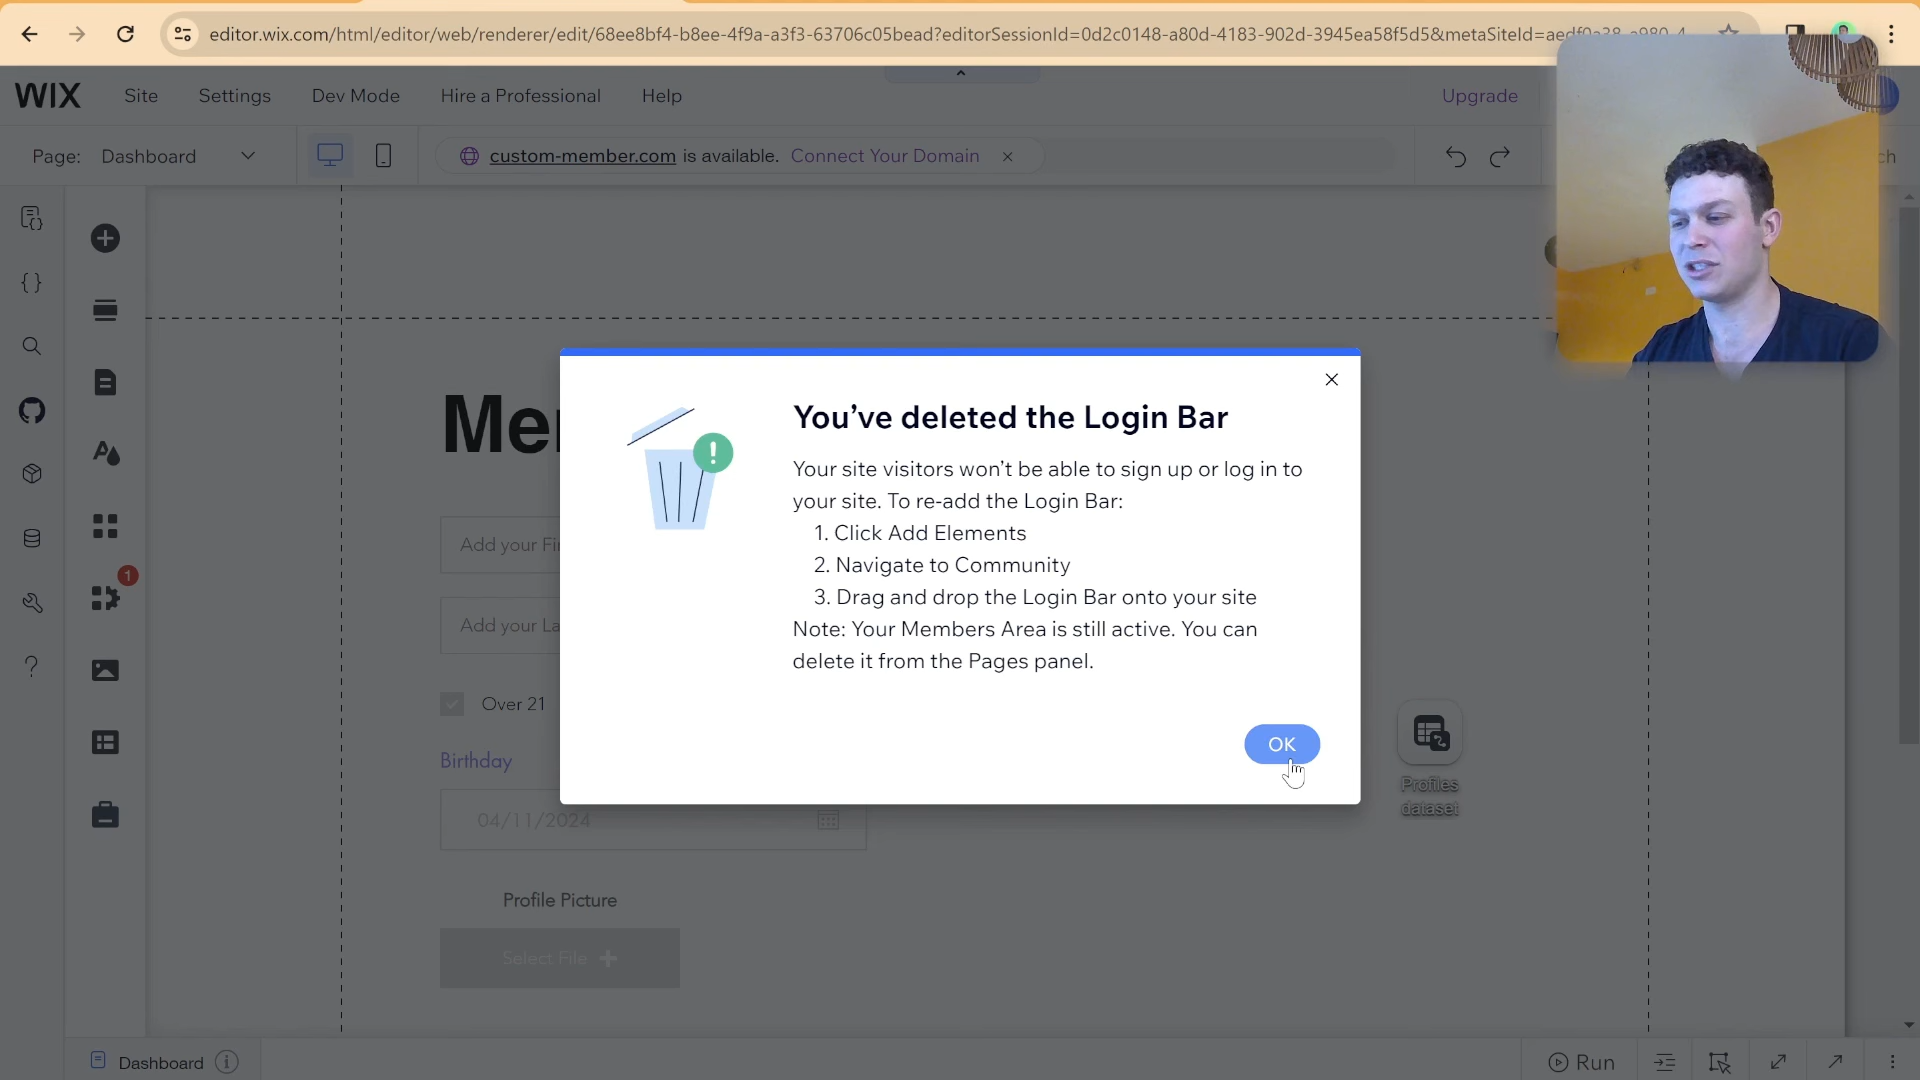 editor.wix.com/html/editor/web/renderer/edit/68ee8bf4-b8ee-4f9a-a3f3-63706c05bead?editorSessionId=0d2c0148-a80d-4183-902d-3945ea58f5d5&metaSiteId=aedf0a38-a980-4
WIX Site Settings Dev Mode Hire a Professional Help Upgrade
Page: Dashboard custom-member.com is available. Connect Your Domain
You've deleted the Login Bar
Your site visitors won't be able to sign up or log in to
your site. To re-add the Login Bar:
1. Click Add Elements
2. Navigate to Community
3. Drag and drop the Login Bar onto your site
Note: Your Members Area is still active. You can
delete it from the Pages panel.
OK
Me
Add your Fi
Add your La
1
Over 21
Birthday
04/11/2024
Profiles
dataset
Profile Picture
Select File +
Dashboard
Run